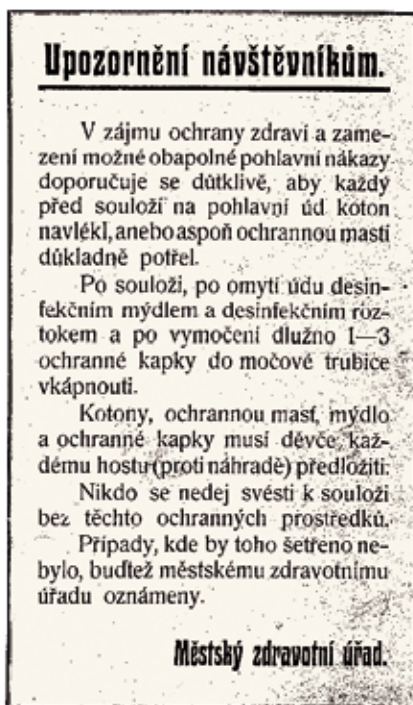 Upozornění návštěvníkům.
V zájmu ochrany zdraví a zame-
zení možné obapolné pohlavní nákazy
doporučuje se důtklivě, aby každý
před souloží na pohlavní úd koton
navlékl, anebo aspoň ochrannou mastí
důkladně potřel.
Po souloži, po omytí údu desin-
fekčním mýdlem a desinfekčním roz-
tokem a po vymočení dlužno 1—3
ochranné kapky do močové trubice
vkápnouti.
Kotony, ochrannou masť, mýdlo
a ochranné kapky musí děvče kaž-
dému hostu (proti náhradě) předložiti.
Nikdo se nedej svésti k souloži
bez těchto ochranných prostředků.
Případy, kde by toho šetřeno ne-
bylo, buďtež městskému zdravotnímu
úřadu oznámeny.
Městský zdravotní úřad.